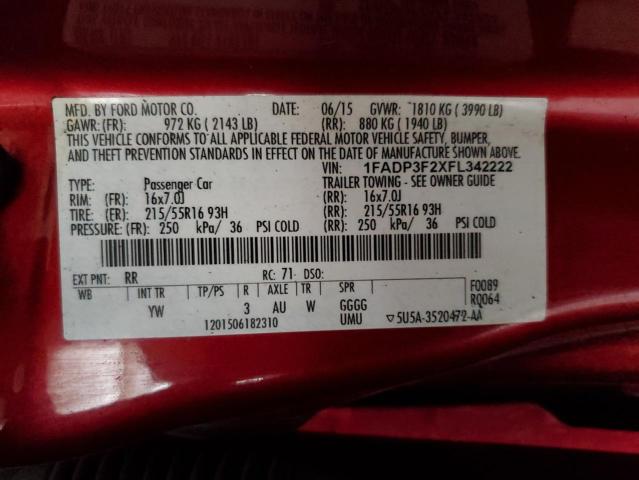 MFD. BY FORD MOTOR CO. DATE: 06/15 GVWR: 1810 KG ( 3990 LB)
GAWR: (FR): 972 KG ( 2143 LB) (RR): 880 KG ( 1940 LB)
THIS VEHICLE CONFORMS TO ALL APPLICABLE FEDERAL MOTOR VEHICLE SAFETY, BUMPER,
AND THEFT PREVENTION STANDARDS IN EFFECT ON THE DATE OF MANUFACTURE SHOWN ABOVE.
VIN: 1FADP3F2XFL342222
TYPE: Passenger Car TRAILER TOWING - SEE OWNER GUIDE
RIM: (FR): 16x7.0J (RR): 16x7.0J
TIRE: (FR): 215/55R16 93H (RR): 215/55R16 93H
PRESSURE: (FR): 250 kPa/ 36 PSI COLD (RR): 250 kPa/ 36 PSI COLD
EXT PNT: RR RC: 71 DSO:
WB INT TR TP/PS R AXLE TR SPR F0089
YW 3 AU W GGGG RQ064
1201506182310 UMU ▽5U5A-3520472-AA